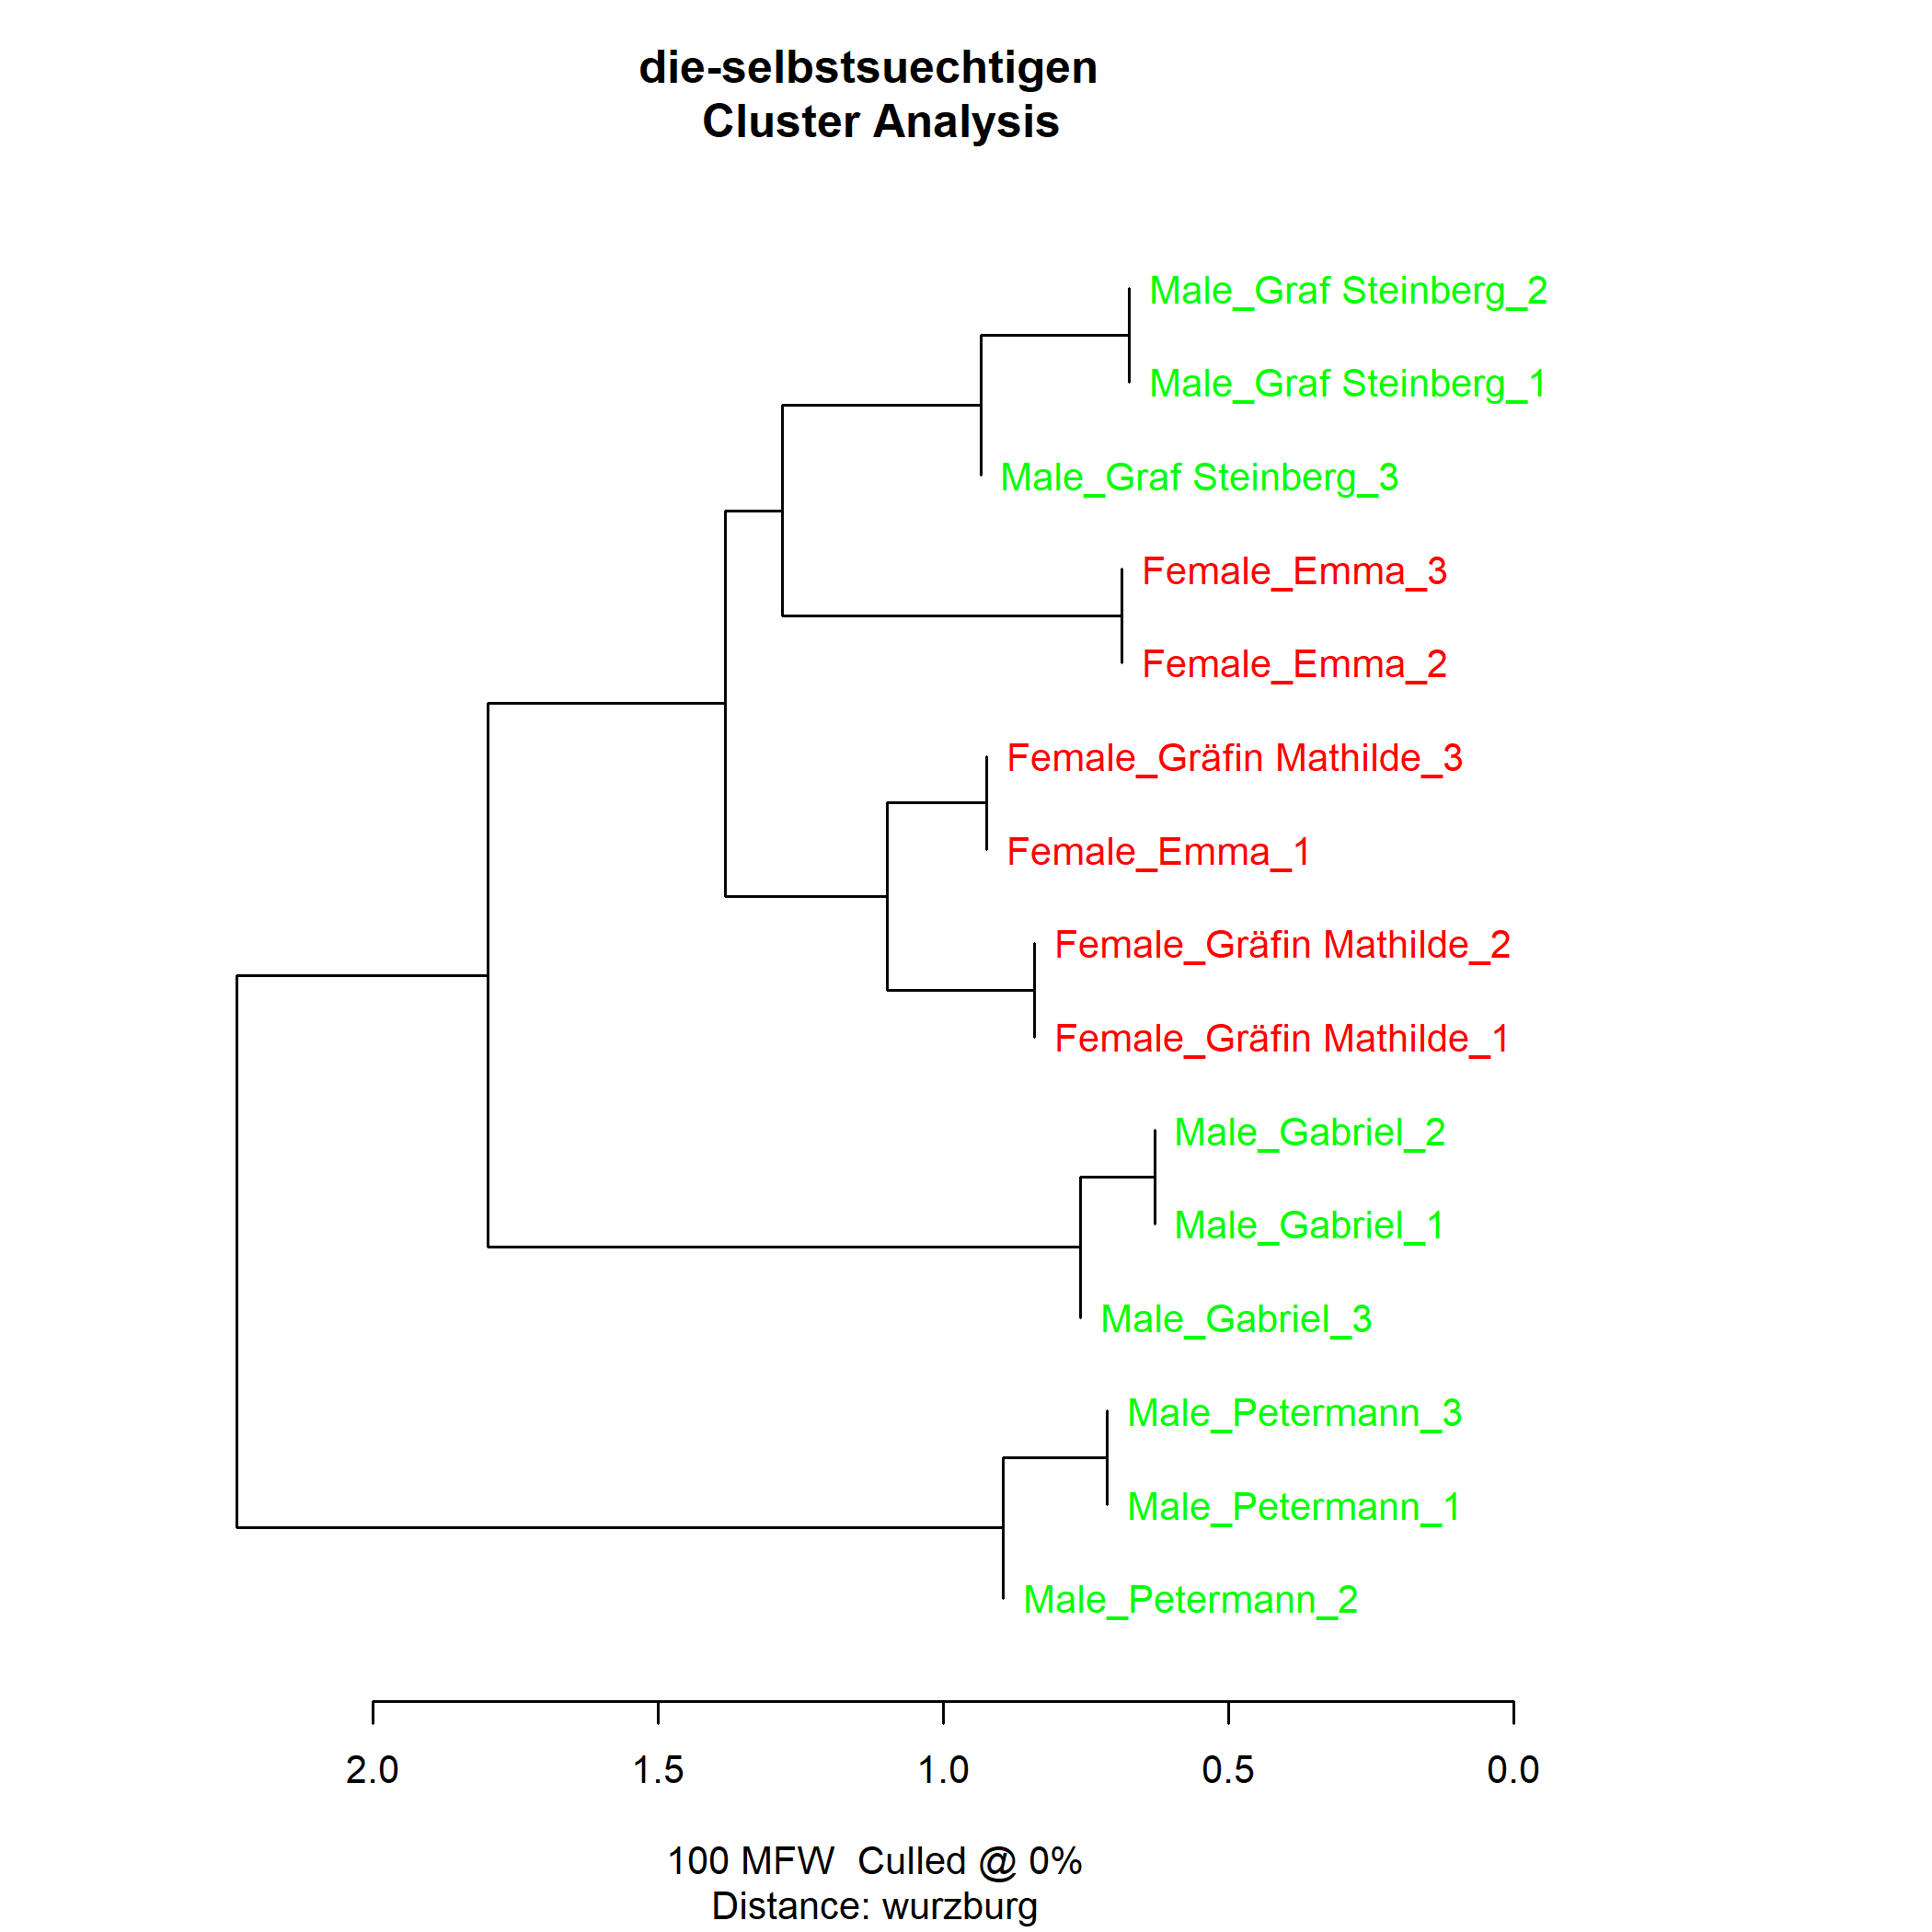 die-selbstsuechtigen
Cluster Analysis
Male_Graf Steinberg_2
Male_Graf Steinberg_1
Male_Graf Steinberg_3
Female_Emma_3
Female_Emma_2
Female_Gräfin Mathilde_3
Female_Emma_1
Female_Gräfin Mathilde_2
Female_Gräfin Mathilde_1
Male_Gabriel_2
Male_Gabriel_1
Male_Gabriel_3
Male_Petermann_3
Male_Petermann_1
Male_Petermann_2
2.0 1.5 1.0 0.5 0.0
100 MFW  Culled @ 0%
Distance: wurzburg